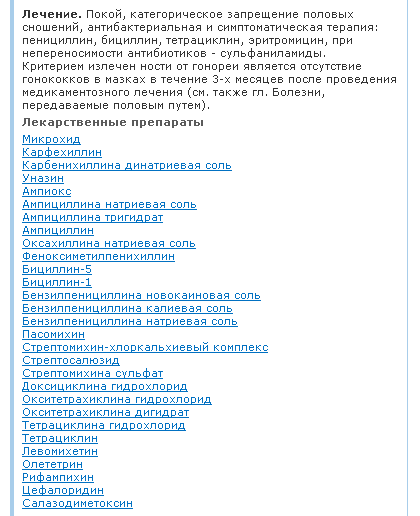 Лечение. Покой, категорическое запрещение половых
сношений, антибактериальная и симптоматическая терапия:
пенициллин, бициллин, тетрациклин, эритромицин, при
непереносимости антибиотиков - сульфаниламиды.
Критерием излечен ности от гонореи является отсутствие
гонококков в мазках в течение 3-х месяцев после проведения
медикаментозного лечения (см. также гл. Болезни,
передаваемые половым путем).
Лекарственные препараты
Микрохид
Карфехиллин
Карбенихиллина динатриевая соль
Уназин
Ампиокс
Ампициллина натриевая соль
Ампициллина тригидрат
Ампициллин
Оксахиллина натриевая соль
Феноксиметилпенихиллин
Бициллин-5
Бициллин-1
Бензилпенициллина новокаиновая соль
Бензилпенициллина калиевая соль
Бензилпенициллина натриевая соль
Пасомихин
Стрептомихин-хлоркальхиевый комплекс
Стрептосалюзид
Стрептомихина сульфат
Доксициклина гидрохлорид
Окситетрахиклина гидрохлорид
Окситетрахиклина дигидрат
Тетрациклина гидрохлорид
Тетрациклин
Левомихетин
Олететрин
Рифампихин
Цефалоридин
Салазодиметоксин